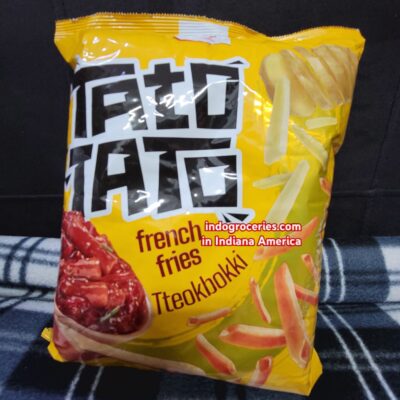 TATO
TATO
french
fries
Tteokbokki
indogroceries.com
in Indiana America